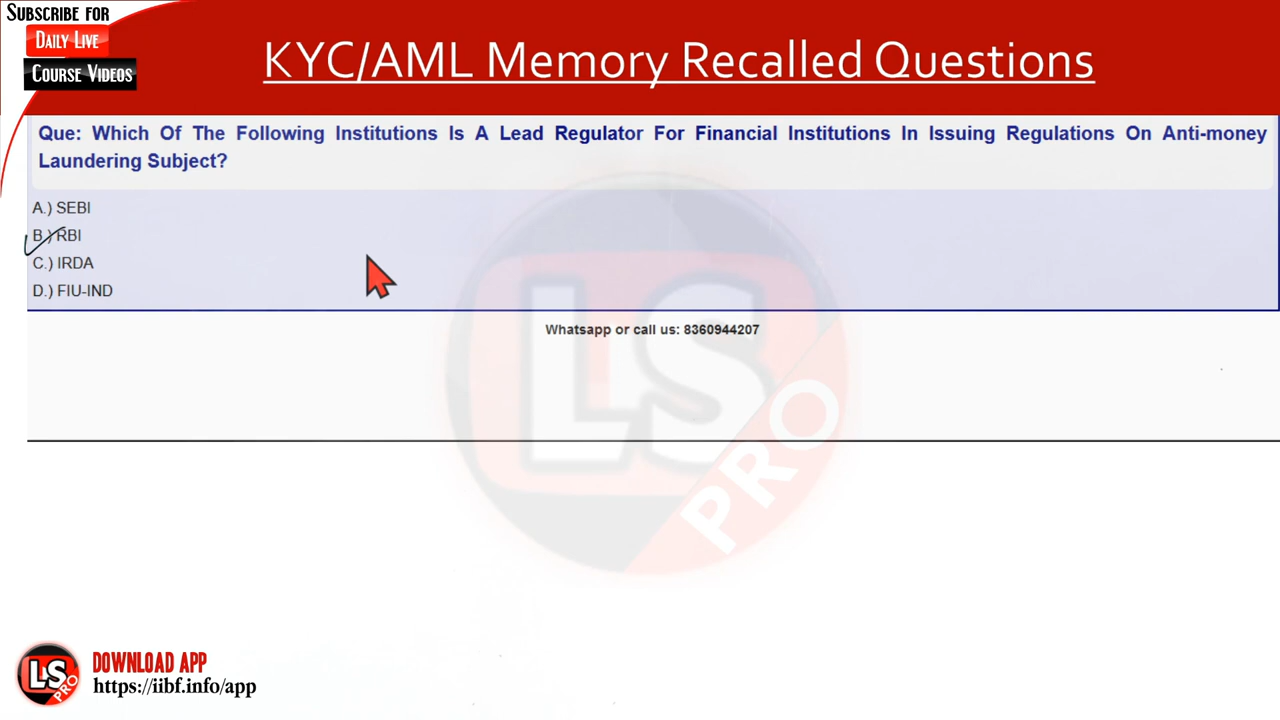 SUBSCRIBE FOR
DAILY LIVE
COURSE VIDEOS
KYC/AML Memory Recalled Questions
Que: Which Of The Following Institutions Is A Lead Regulator For Financial Institutions In Issuing Regulations On Anti-money
Laundering Subject?
A.) SEBI
B.) RBI
C.) IRDA
D.) FIU-IND
Whatsapp or call us: 8360944207
LS
PRO
LS
PRO
DOWNLOAD APP
https://iibf.info/app